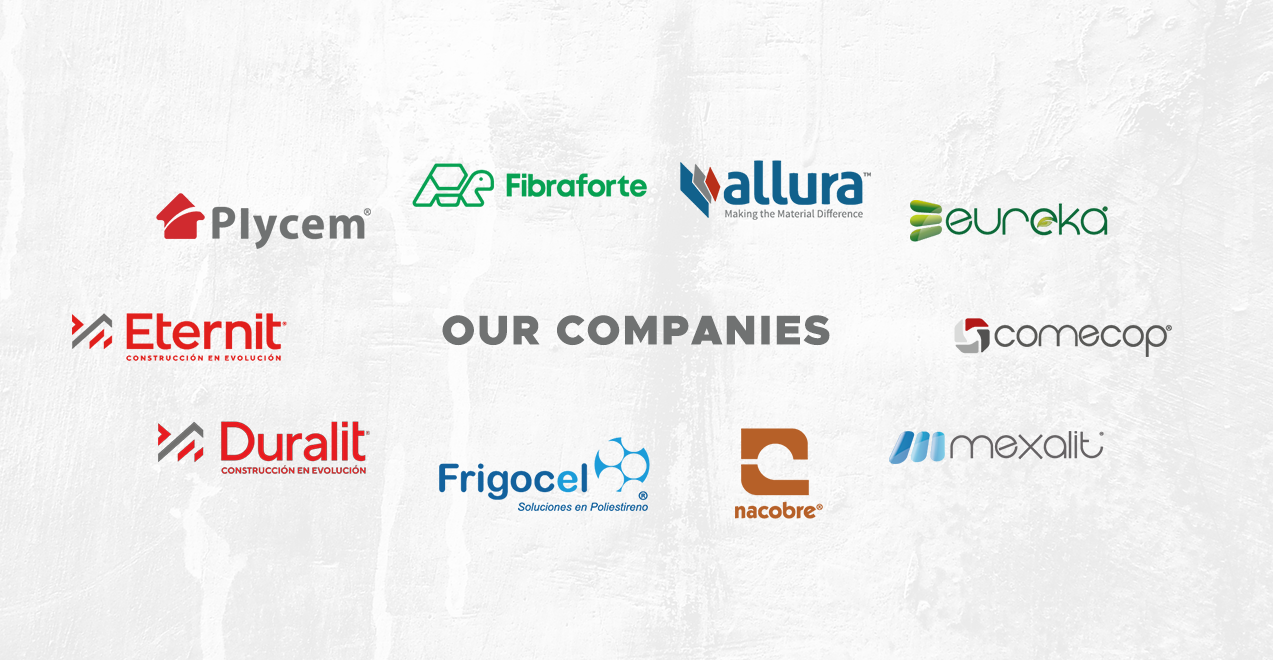 Fibraforte
allura™
Making the Material Difference
Plycem®
eureka
Eternit®
CONSTRUCCIÓN EN EVOLUCIÓN
OUR COMPANIES
comecop®
Duralit®
CONSTRUCCIÓN EN EVOLUCIÓN
Frigocel®
Soluciones en Poliestireno
nacobre®
mexalit